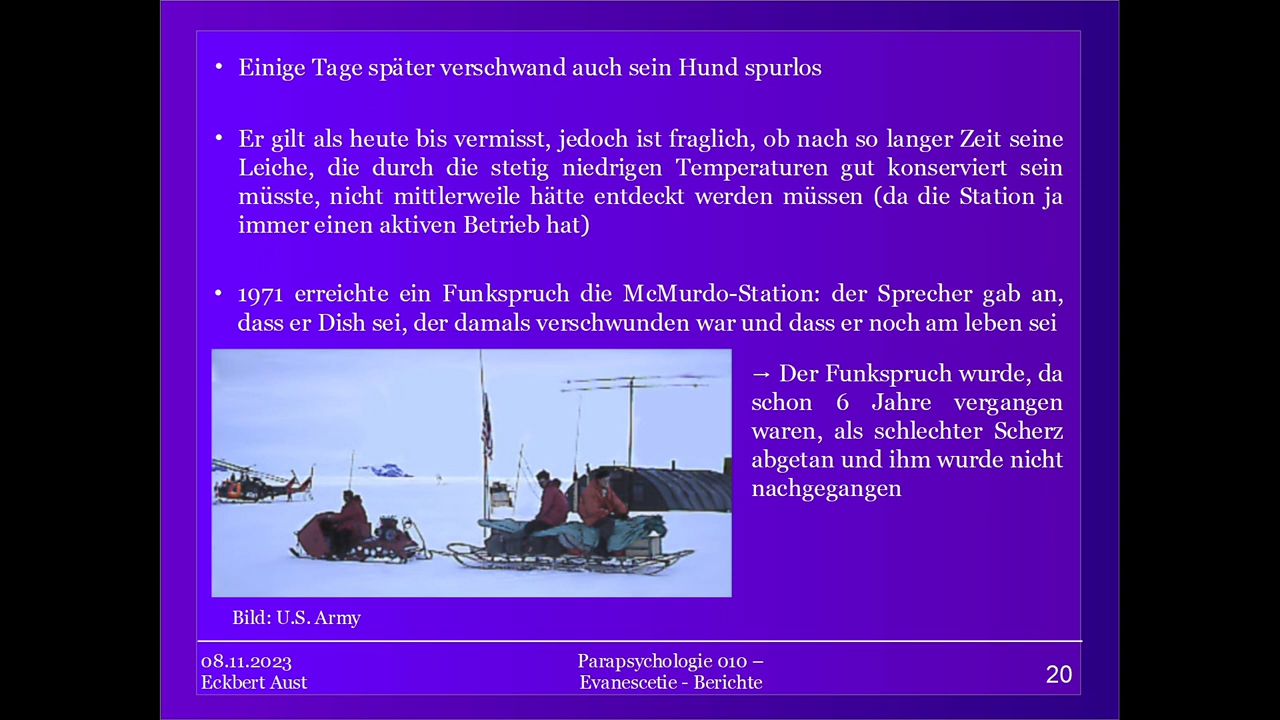 • Einige Tage später verschwand auch sein Hund spurlos
• Er gilt als heute bis vermisst, jedoch ist fraglich, ob nach so langer Zeit seine
Leiche, die durch die stetig niedrigen Temperaturen gut konserviert sein
müsste, nicht mittlerweile hätte entdeckt werden müssen (da die Station ja
immer einen aktiven Betrieb hat)
• 1971 erreichte ein Funkspruch die McMurdo-Station: der Sprecher gab an,
dass er Dish sei, der damals verschwunden war und dass er noch am leben sei
→ Der Funkspruch wurde, da
schon 6 Jahre vergangen
waren, als schlechter Scherz
abgetan und ihm wurde nicht
nachgegangen
Bild: U.S. Army
08.11.2023
Eckbert Aust
Parapsychologie 010 –
Evanescetie - Berichte
20